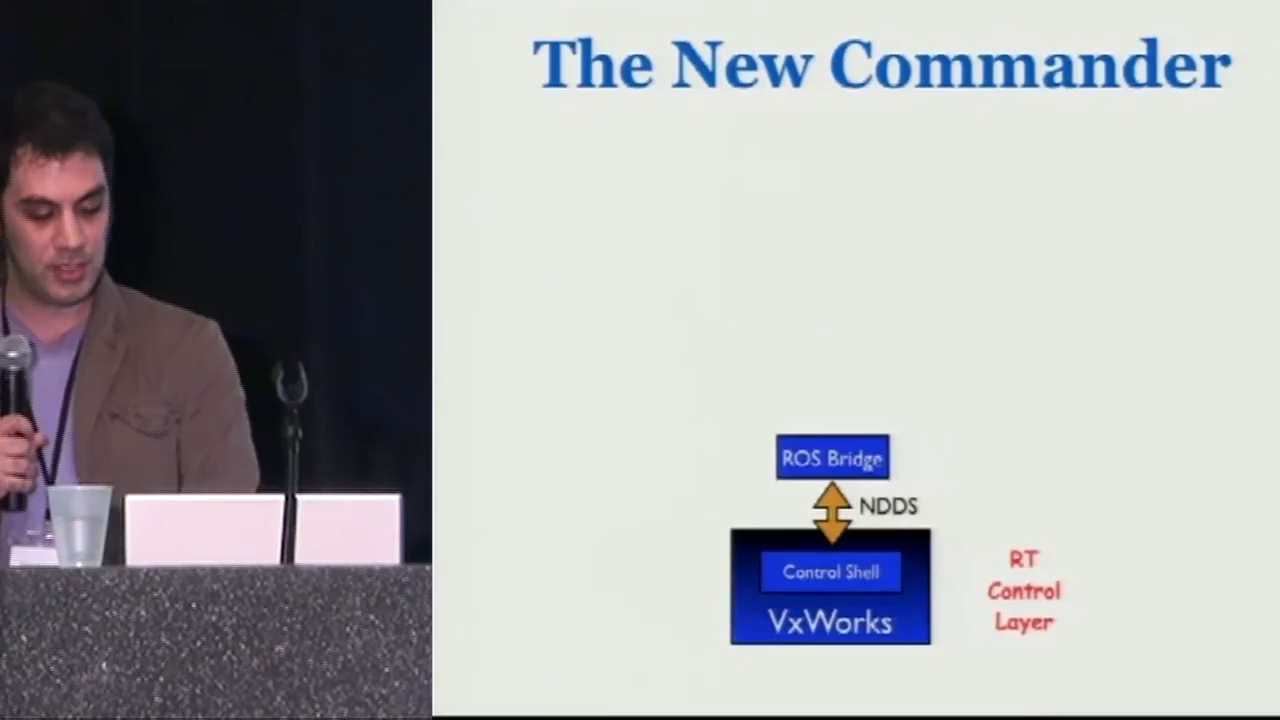 The New Commander
ROS Bridge
NDDS
Control Shell
VxWorks
RT
Control
Layer